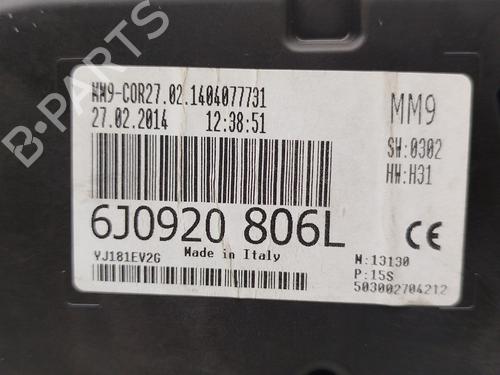 MM9-COR27.02.1404077731
27.02.2014 12:38:51
MM9
SW:0302
HW:H31
6J0920 806L
CE
YJ181EV2G
Made in Italy
M:13130
P:15S
503002704212
B-PARTS